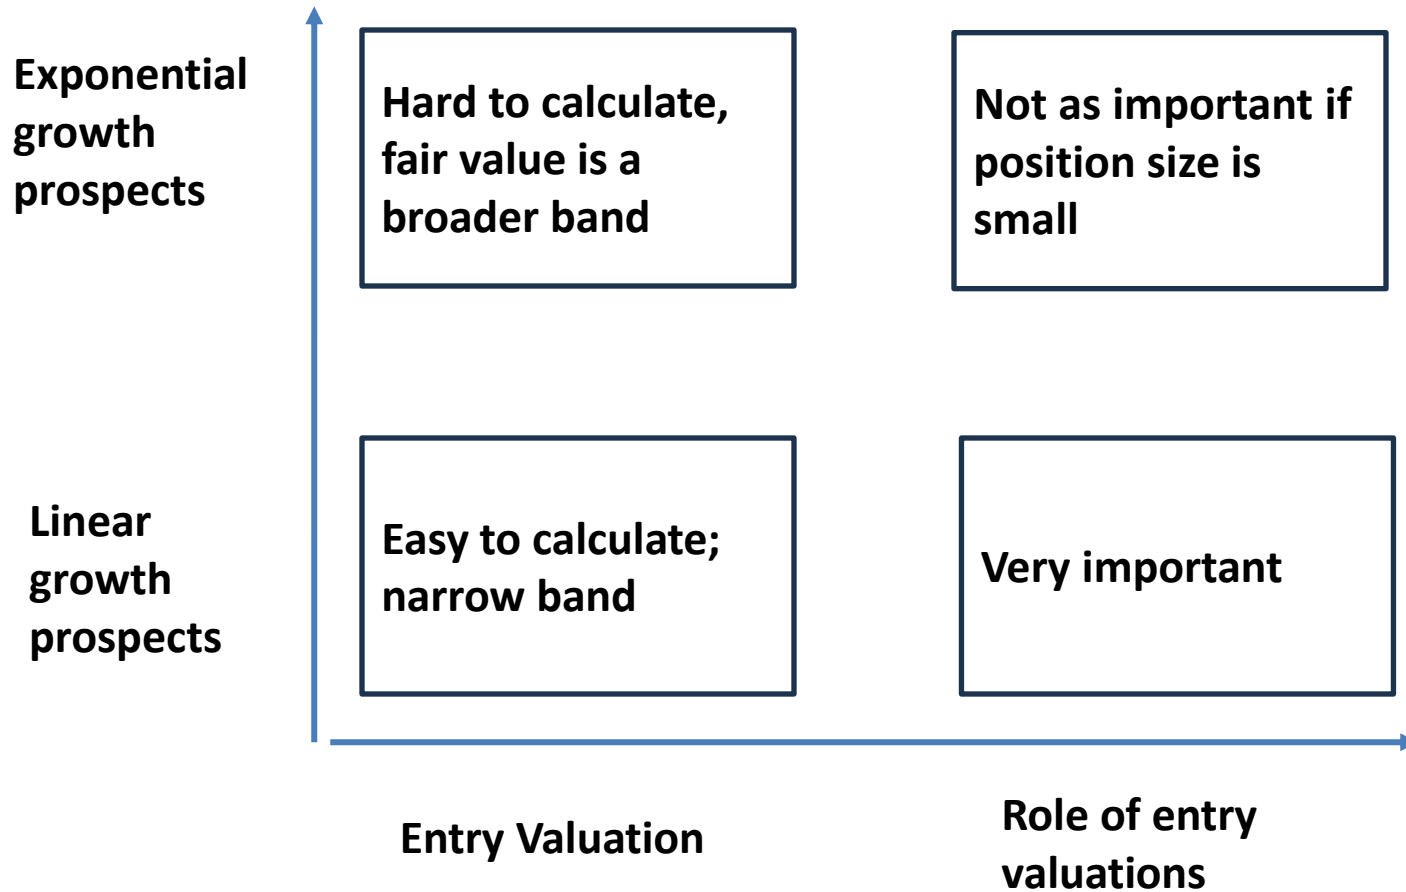 Exponential
growth
prospects
Hard to calculate,
fair value is a
broader band
Not as important if
position size is
small
Linear
growth
prospects
Easy to calculate;
narrow band
Very important
Entry Valuation
Role of entry
valuations